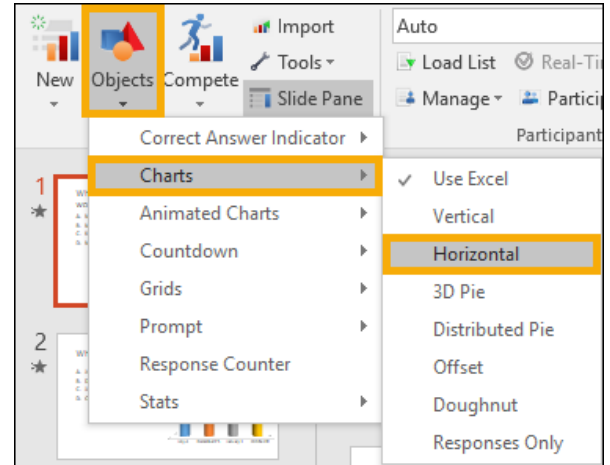 Import
Auto
Tools
Load List Real-Ti
New Objects Compete
Slide Pane
Manage Particip
Participant
Correct Answer Indicator
1
Charts
Use Excel
Animated Charts
Vertical
Countdown
Horizontal
Grids
3D Pie
2
Prompt
Distributed Pie
Response Counter
Offset
Stats
Doughnut
Responses Only